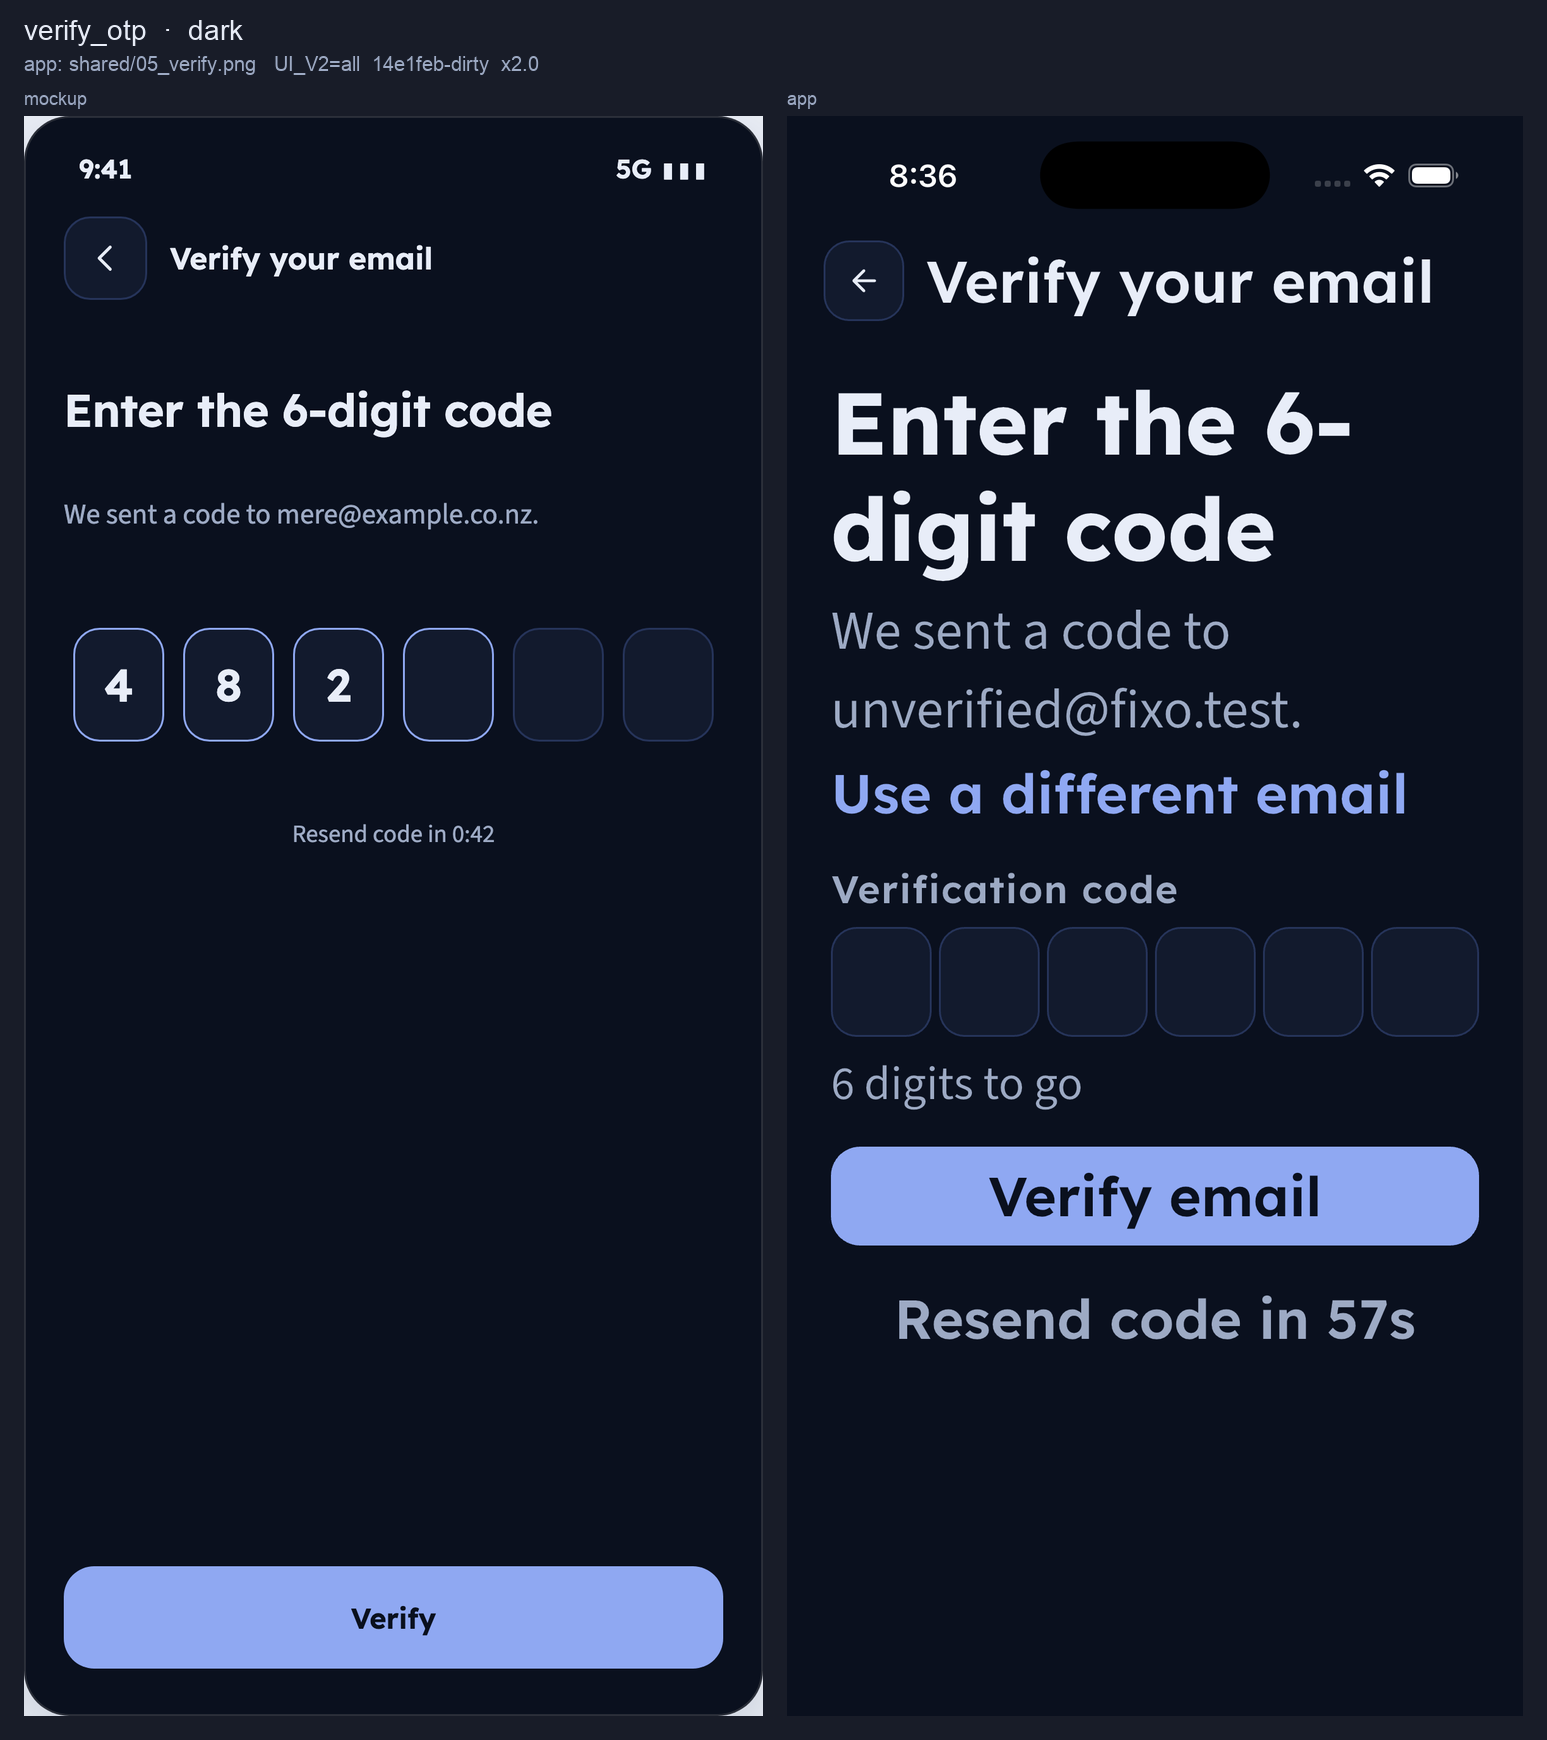 verify_otp · dark
app: shared/05_verify.png UI_V2=all 14e1feb-dirty x2.0
mockup
9:41
5G
Verify your email
Enter the 6-digit code
We sent a code to mere@example.co.nz.
4 8 2
Resend code in 0:42
Verify
app
8:36
Verify your email
Enter the 6-
digit code
We sent a code to
unverified@fixo.test.
Use a different email
Verification code
6 digits to go
Verify email
Resend code in 57s